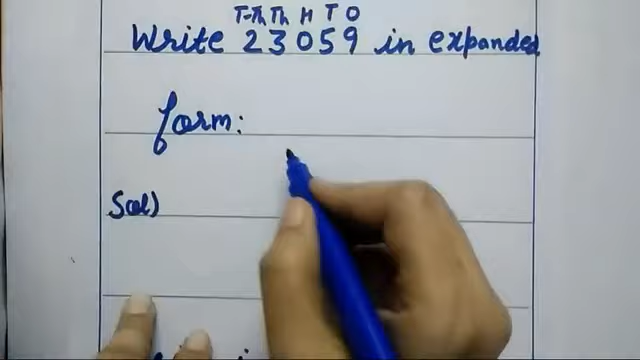 T-Th Th H T O
Write 23059 in expanded
form:
Sol)